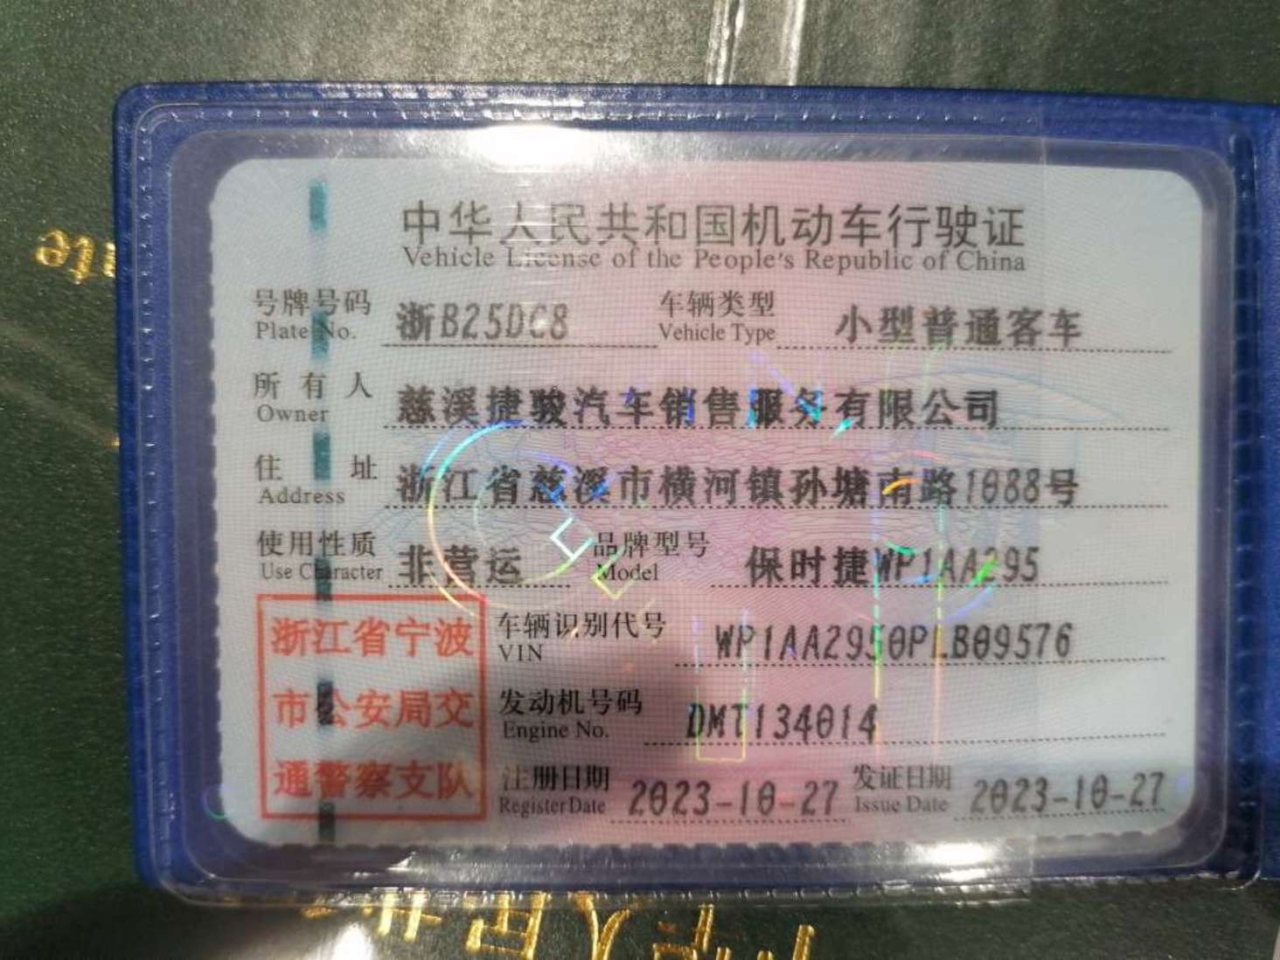 中华人民共和国机动车行驶证
Vehicle License of the People's Republic of China
号牌号码 浙B25DC8 车辆类型 小型普通客车
Plate No. Vehicle Type
所有人 慈溪捷骏汽车销售服务有限公司
Owner
住址 浙江省慈溪市横河镇孙塘南路1088号
Address
使用性质 非营运 品牌型号 保时捷WP1AA295
Use Character Model
浙江省宁波
市公安局交
通警察支队
车辆识别代号 WP1AA2950PLB09576
VIN
发动机号码 DMT134014
Engine No.
注册日期 2023-10-27 发证日期 2023-10-27
Register Date Issue Date